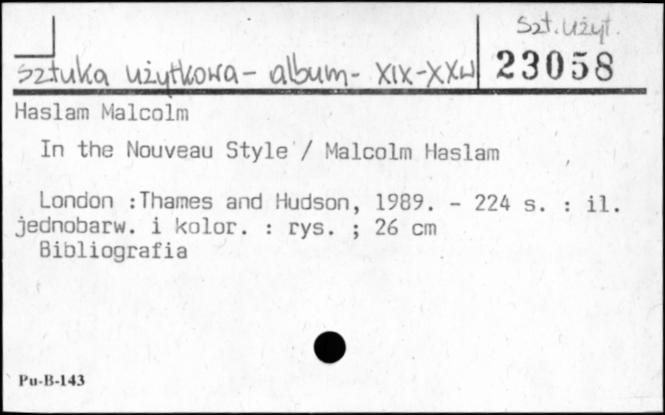 Szt. użyt.
sztuka użytkowa - album - XIX-XXw
23058
Haslam Malcolm
In the Nouveau Style / Malcolm Haslam
London :Thames and Hudson, 1989. - 224 s. : il.
jednobarw. i kolor. : rys. ; 26 cm
Bibliografia
Pu-B-143